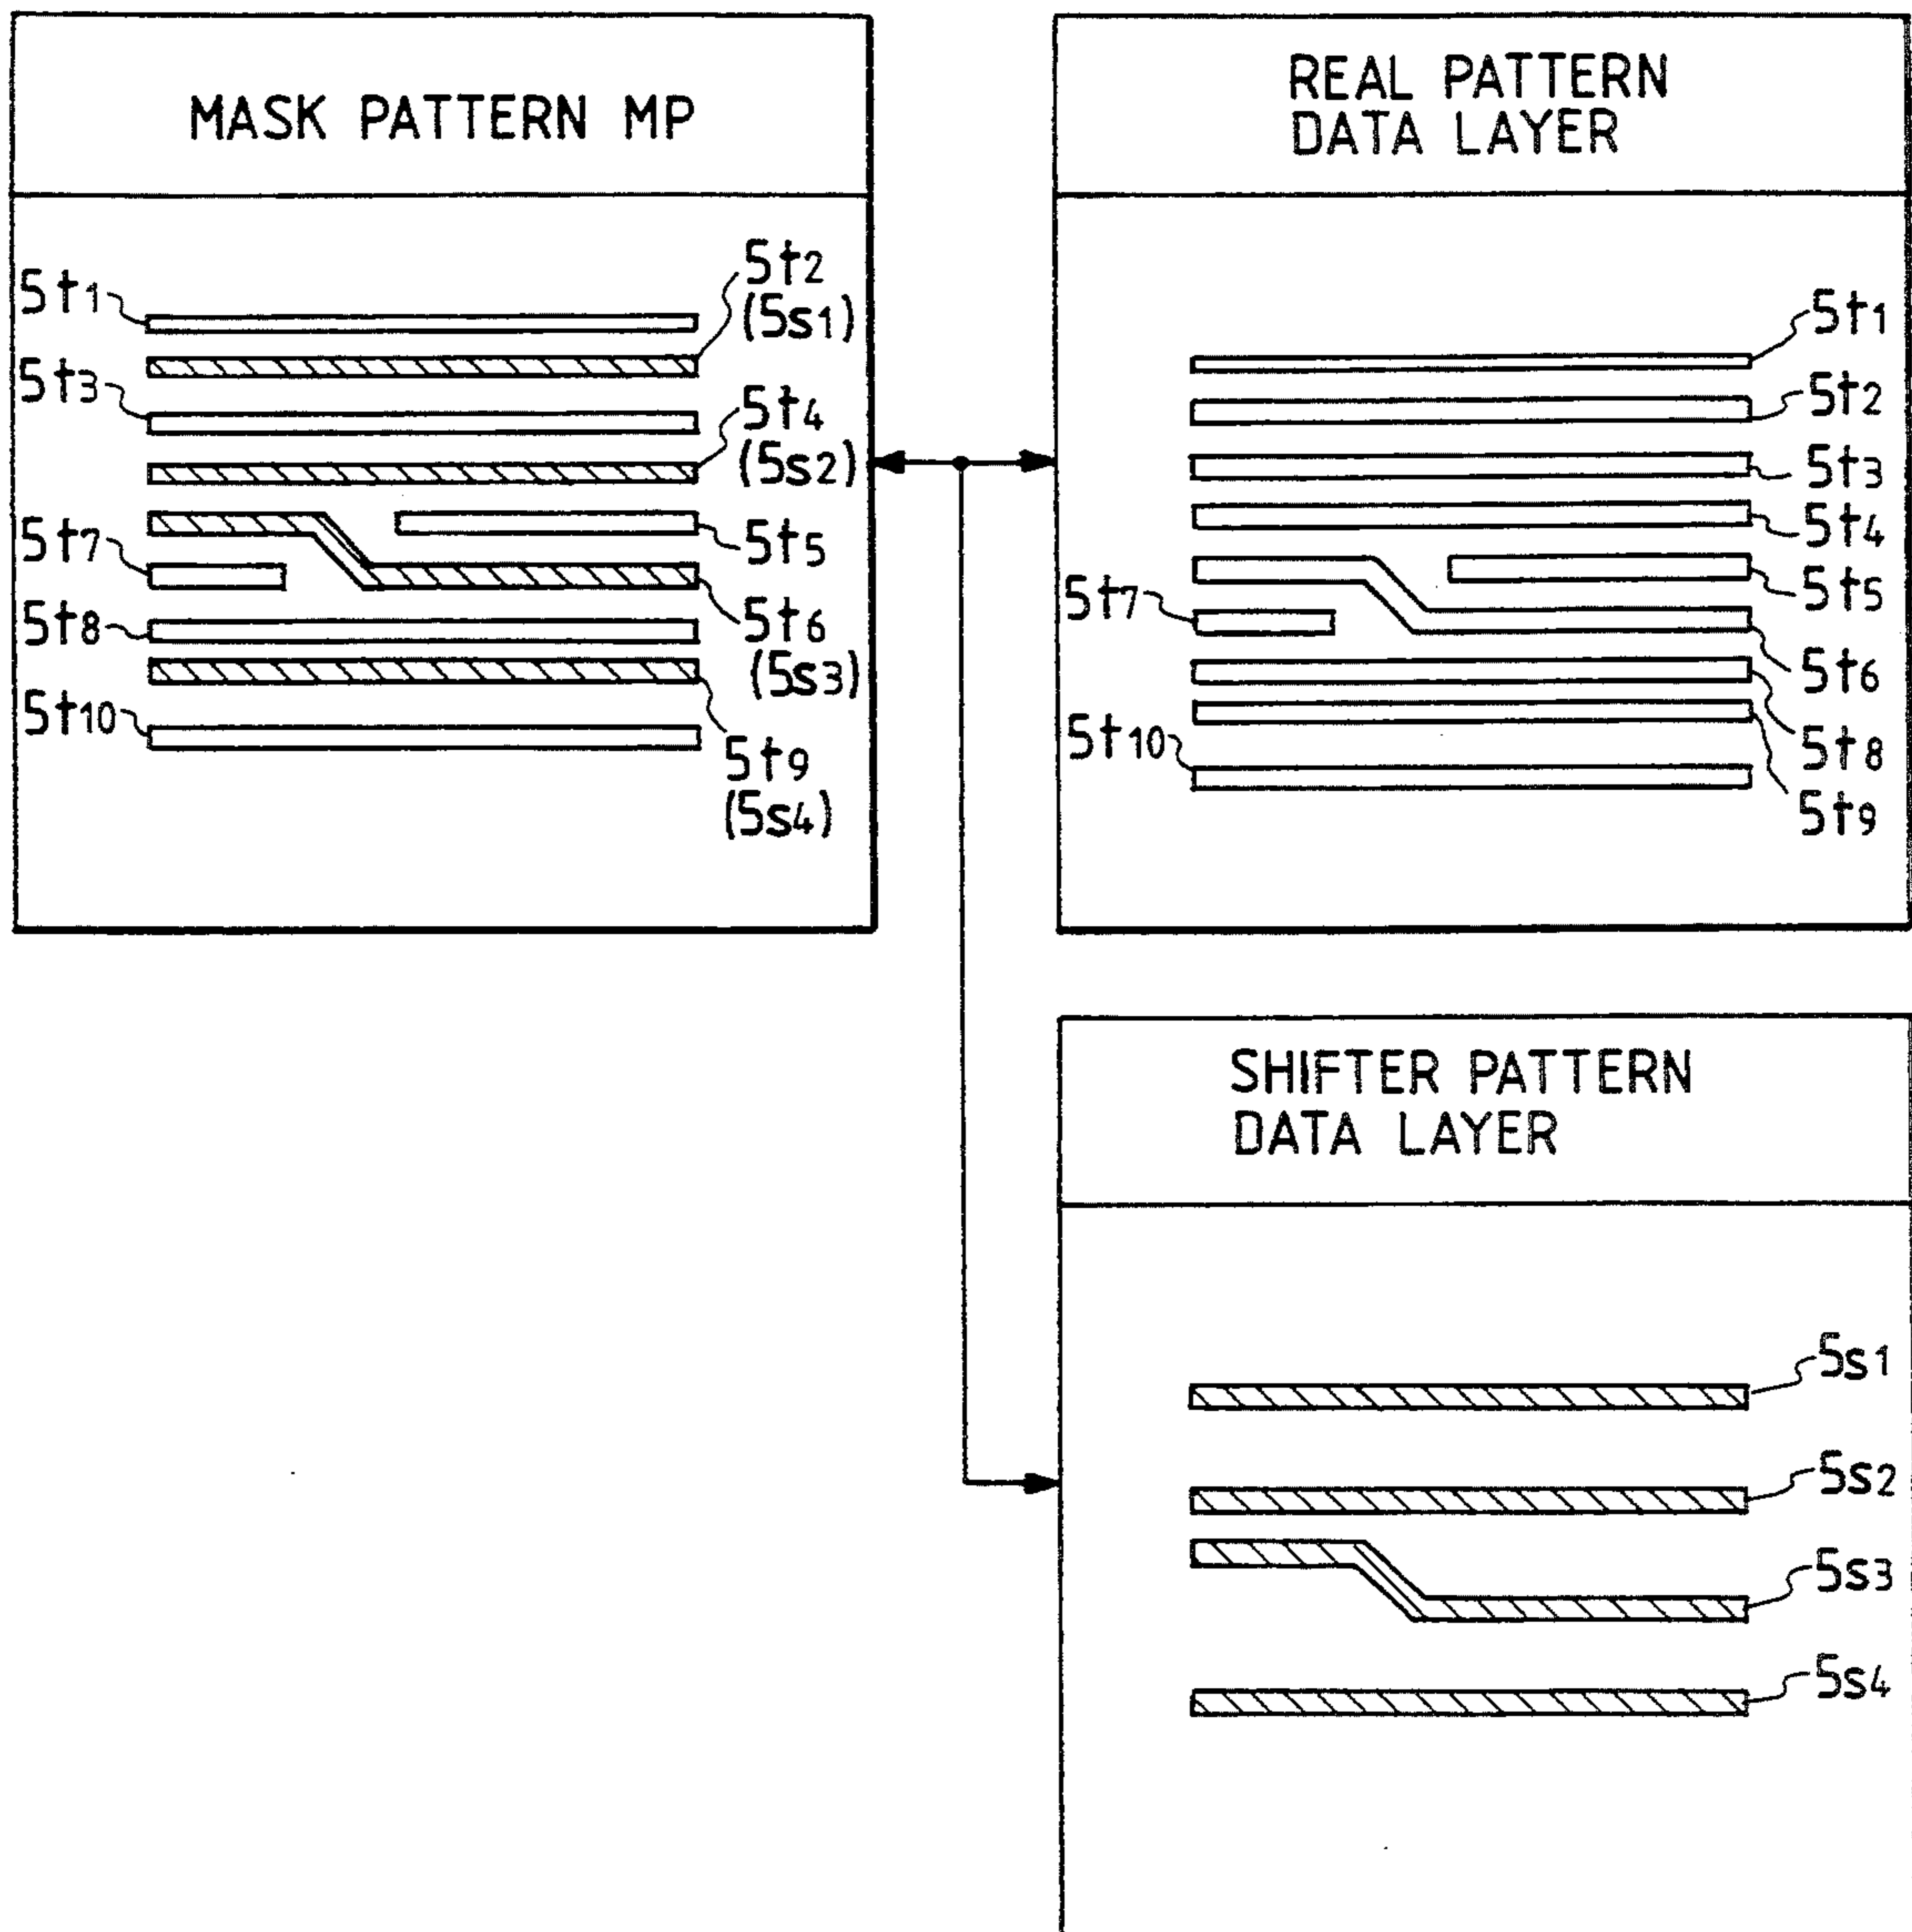 MASK PATTERN MP
5t1
5t2
(5s1)
5t3
5t4
(5s2)
5t5
5t7
5t6
(5s3)
5t8
5t9
(5s4)
5t10
REAL PATTERN
DATA LAYER
5t1
5t2
5t3
5t4
5t5
5t7
5t6
5t8
5t10
5t9
SHIFTER PATTERN
DATA LAYER
5s1
5s2
5s3
5s4